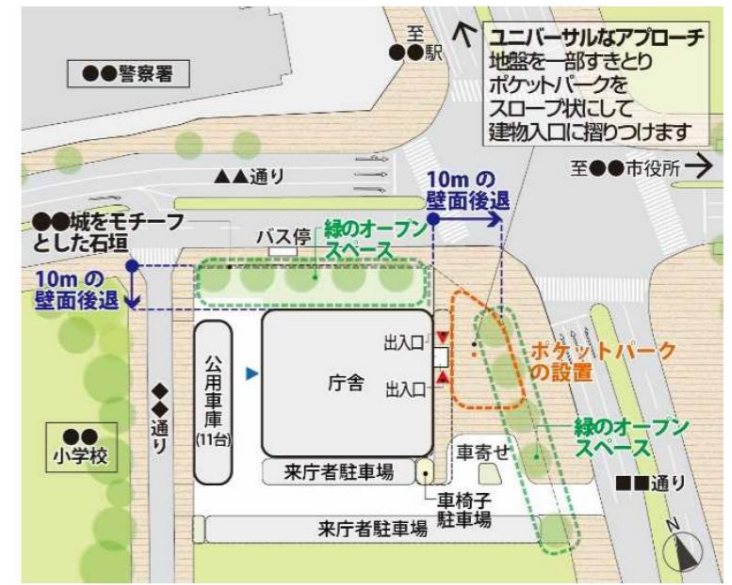 至
●●駅
ユニバーサルなアプローチ
地盤を一部すきとり
ポケットパークを
スロープ状にして
建物入口に摺りつけます
●●警察署
至●●市役所
▲▲通り
10m の
壁面後退
●●城をモチーフ
とした石垣
バス停
緑のオープン
スペース
10m の
壁面後退
出入口
ポケットパーク
の設置
公用車庫
(11台)
庁舎
出入口
◆◆通り
●●
小学校
緑のオープン
スペース
車寄せ
来庁者駐車場
■■通り
車椅子
駐車場
来庁者駐車場
N